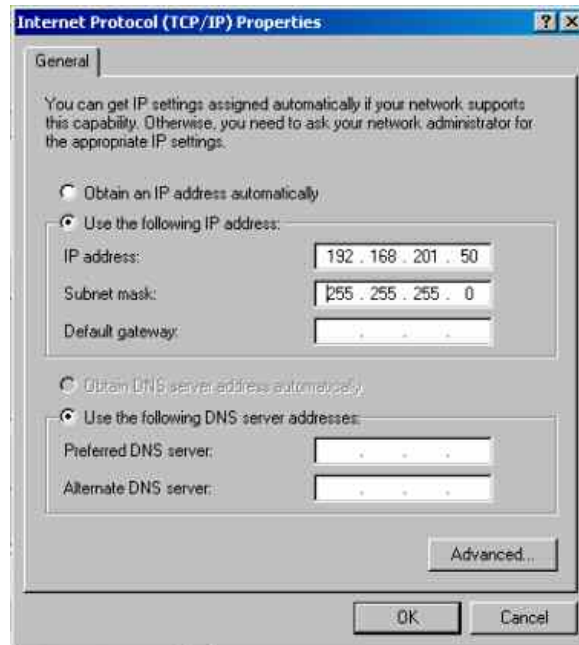 Internet Protocol (TCP/IP) Properties
General
You can get IP settings assigned automatically if your network supports
this capability. Otherwise, you need to ask your network administrator for
the appropriate IP settings.
Obtain an IP address automatically
Use the following IP address:
IP address: 192 . 168 . 201 . 50
Subnet mask: 255 . 255 . 255 . 0
Default gateway: . . .
Obtain DNS server address automatically
Use the following DNS server addresses:
Preferred DNS server: . . .
Alternate DNS server: . . .
Advanced...
OK Cancel